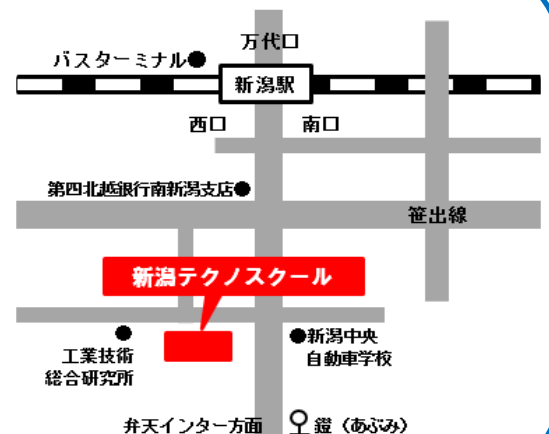 万代口
バスターミナル
新潟駅
西口
南口
第四北越銀行南新潟支店
笹出線
新潟テクノスクール
新潟中央
自動車学校
工業技術
総合研究所
弁天インター方面
鐙（あぶみ）